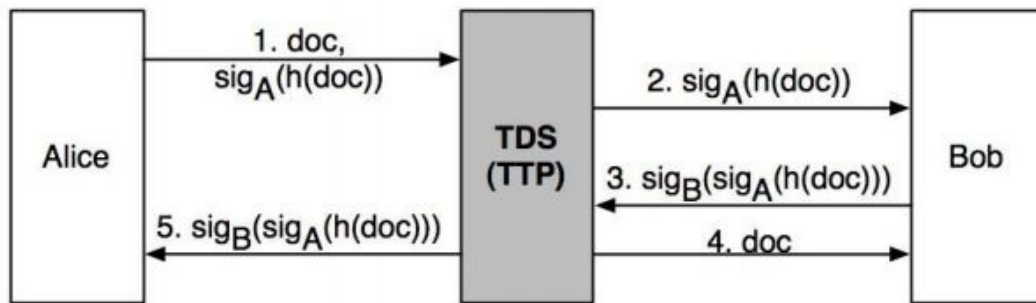 1. doc,
sigA(h(doc))
2. sigA(h(doc))
Alice
TDS
(TTP)
Bob
3. sigB(sigA(h(doc)))
5. sigB(sigA(h(doc)))
4. doc